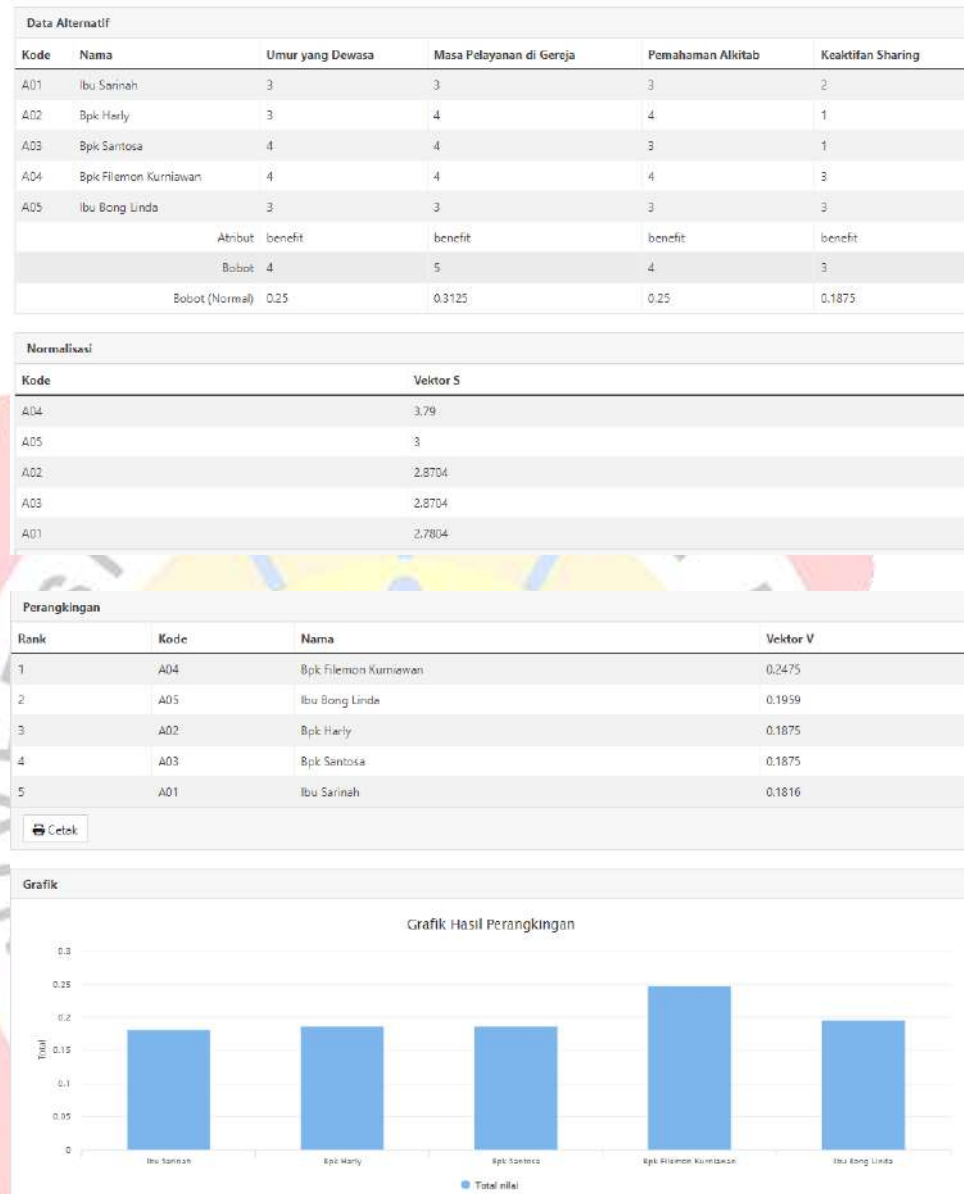 Data Alternatif
Kode Nama Umur yang Dewasa Masa Pelayanan di Gereja Pemahaman Alkitab Keaktifan Sharing
A01 Ibu Sarinah 3 3 3 2
A02 Bpk Harly 3 4 4 1
A03 Bpk Santosa 4 4 3 1
A04 Bpk Filemon Kurniawan 4 4 4 3
A05 Ibu Bong Linda 3 3 3 3
Atribut benefit benefit benefit benefit
Bobot 4 5 4 3
Bobot (Normal) 0.25 0.3125 0.25 0.1875
Normalisasi
Kode Vektor S
A04 3.79
A05 3
A02 2.8704
A03 2.8704
A01 2.7804
Perangkingan
Rank Kode Nama Vektor V
1 A04 Bpk Filemon Kurniawan 0.2475
2 A05 Ibu Bong Linda 0.1959
3 A02 Bpk Harly 0.1875
4 A03 Bpk Santosa 0.1875
5 A01 Ibu Sarinah 0.1816
Cetak
Grafik
Grafik Hasil Perangkingan
0.3
0.25
0.2
0.15
0.1
0.05
0
Total
Ibu Sarinah Bpk Harly Bpk Santosa Bpk Filemon Kurniawan Ibu Bong Linda
Total nilai